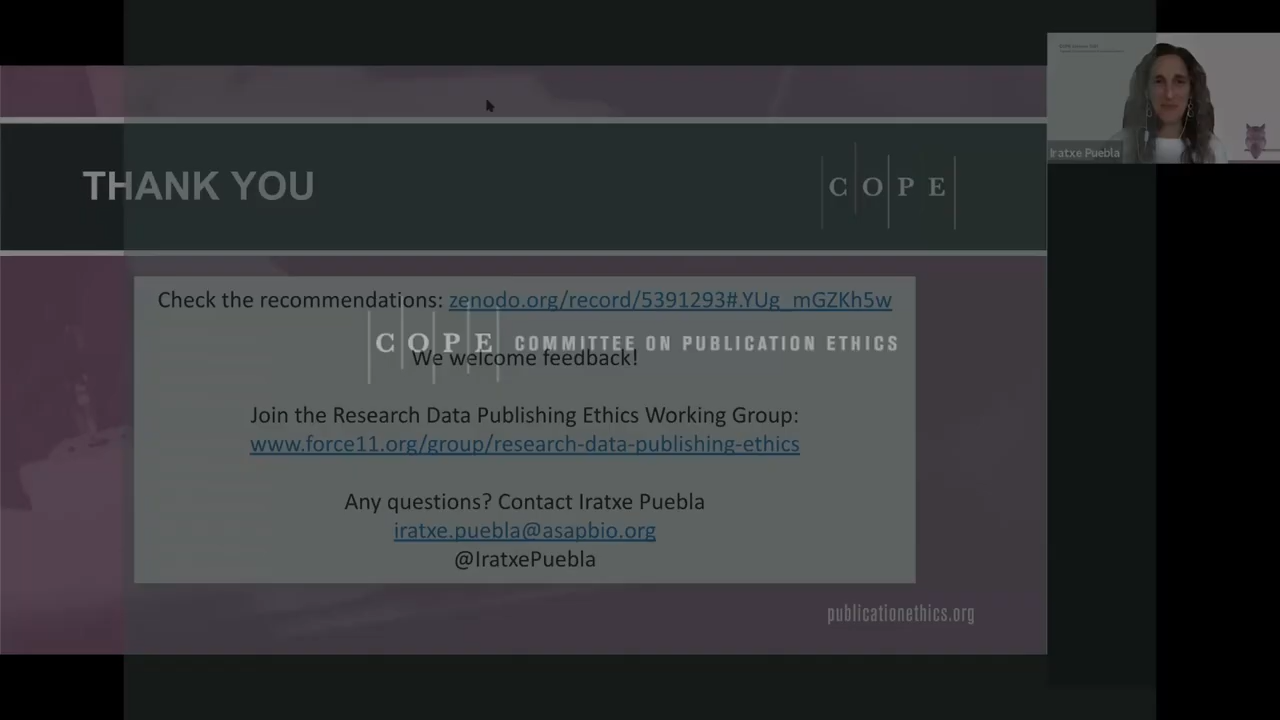 THANK YOU
COPE
Iratxe Puebla
Check the recommendations: zenodo.org/record/5391293#.YUg_mGZKh5w
COPE COMMITTEE ON PUBLICATION ETHICS
We welcome feedback!
Join the Research Data Publishing Ethics Working Group:
www.force11.org/group/research-data-publishing-ethics
Any questions? Contact Iratxe Puebla
iratxe.puebla@asapbio.org
@IratxePuebla
publicationethics.org